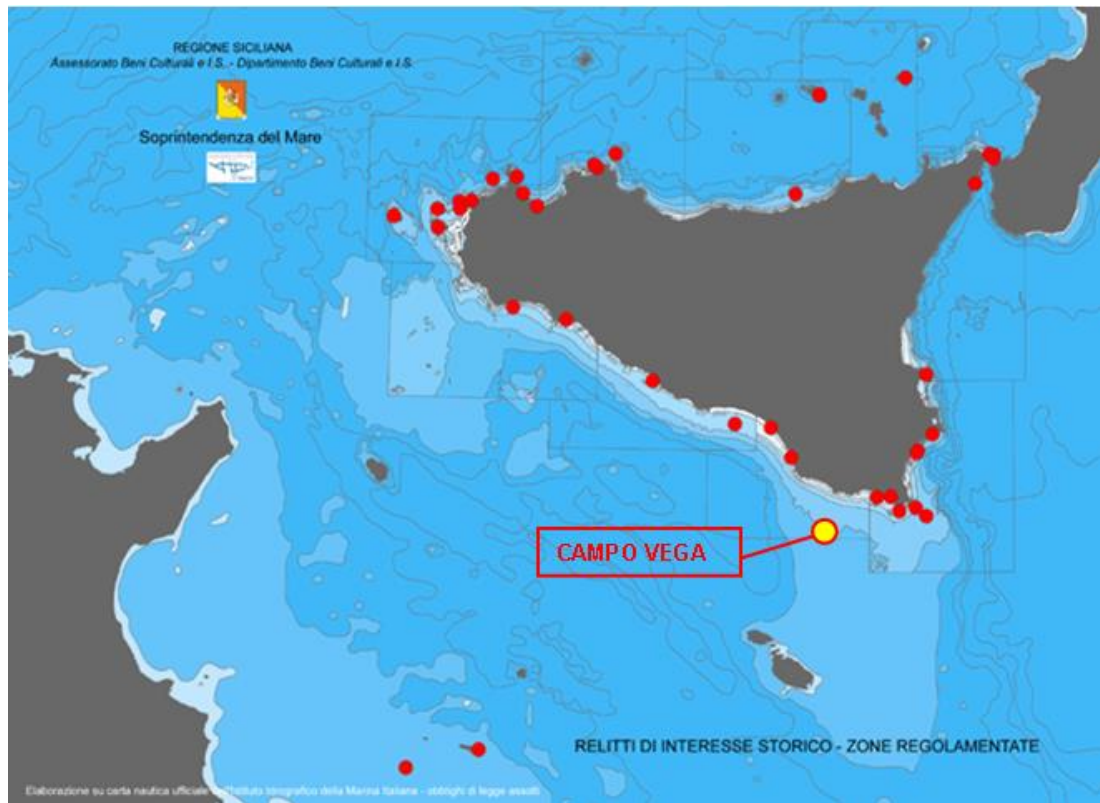 REGIONE SICILIANA
Assessorato Beni Culturali e I.S. - Dipartimento Beni Culturali e I.S.
Soprintendenza del Mare
CAMPO VEGA
RELITTI DI INTERESSE STORICO - ZONE REGOLAMENTATE
Elaborazione su carta nautica ufficiale dell'Istituto Idrografico della Marina Italiana - obblighi di legge assolti